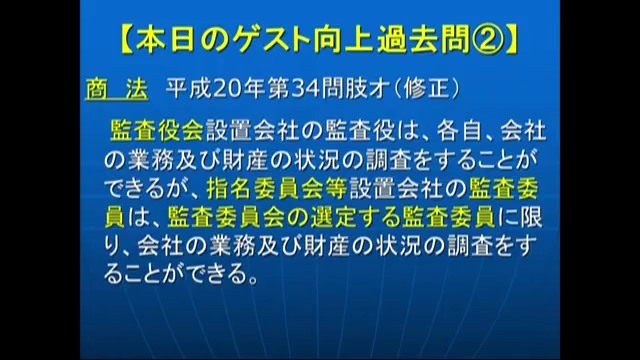 【本日のゲスト向上過去問②】
商 法 平成20年第34問肢オ（修正）
監査役会設置会社の監査役は、各自、会社
の業務及び財産の状況の調査をすることが
できるが、指名委員会等設置会社の監査委
員は、監査委員会の選定する監査委員に限
り、会社の業務及び財産の状況の調査をす
ることができる。